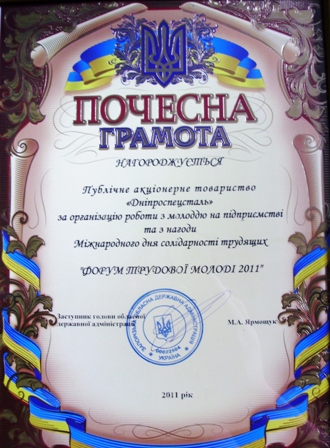 ПОЧЕСНА
ГРАМОТА
НАГОРОДЖУЄТЬСЯ
Публічне акціонерне товариство
«Дніпроспецсталь»
за організацію роботи з молоддю на підприємстві
та з нагоди
Міжнародного дня солідарності трудящих
"ФОРУМ ТРУДОВОЇ МОЛОДІ 2011"
Заступник голови обласної
державної адміністрації
М.А. Ярмощук
УКРАЇНА
2011 рік